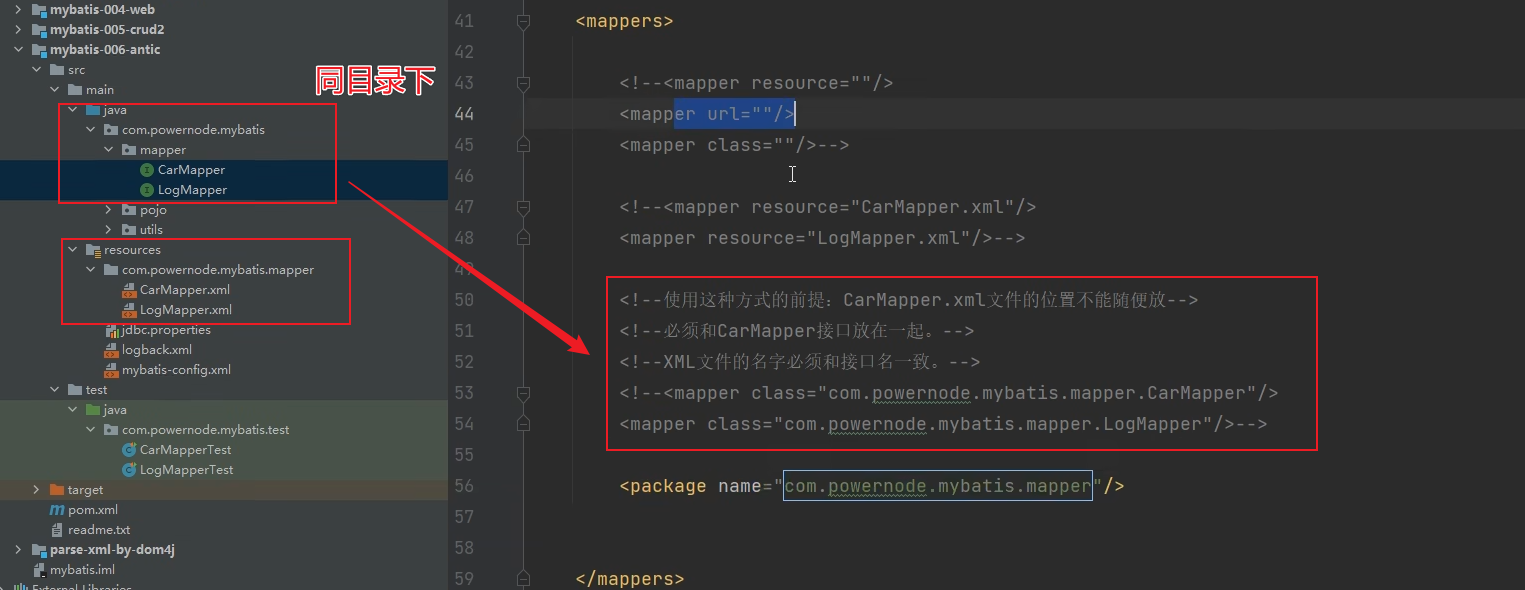 mybatis-004-web
mybatis-005-crud2
mybatis-006-antic
src
main
java
com.powernode.mybatis
mapper
CarMapper
LogMapper
pojo
utils
resources
com.powernode.mybatis.mapper
CarMapper.xml
LogMapper.xml
jdbc.properties
logback.xml
mybatis-config.xml
test
java
com.powernode.mybatis.test
CarMapperTest
LogMapperTest
target
pom.xml
readme.txt
parse-xml-by-dom4j
mybatis.iml
External Libraries
同目录下
41 <mappers>
42
43 <!--<mapper resource=""/>
44 <mapper url=""/>
45 <mapper class=""/>-->
46
47 <!--<mapper resource="CarMapper.xml"/>
48 <mapper resource="LogMapper.xml"/>-->
49
50 <!--使用这种方式的前提：CarMapper.xml文件的位置不能随便放-->
51 <!--必须和CarMapper接口放在一起。-->
52 <!--XML文件的名字必须和接口名一致。-->
53 <!--<mapper class="com.powernode.mybatis.mapper.CarMapper"/>
54 <mapper class="com.powernode.mybatis.mapper.LogMapper"/>-->
55
56 <package name="com.powernode.mybatis.mapper"/>
57
58
59 </mappers>